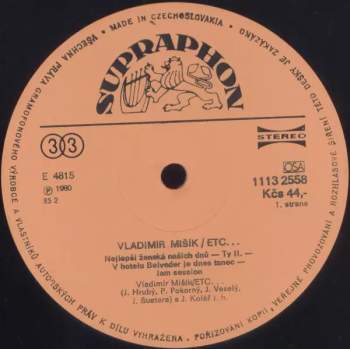 MADE IN CZECHOSLOVAKIA • VŠECHNA PRÁVA GRAMOFONOVÉHO VÝROBCE A VLASTNÍKŮ AUTORSKÝCH PRÁV K DÍLU VYHRAŽENA • POŘIZOVÁNÍ KOPIÍ, VEŘEJNÉ PROVOZOVÁNÍ A ROZHLASOVÉ ŠÍŘENÍ TÉTO DESKY JE ZAKÁZÁNO
SUPRAPHON
33
STEREO
E 4815
OSA
Ⓟ 1980
1113 2558
85 2
Kčs 44,-
1. strana
VLADIMÍR MIŠÍK/ETC...
Nejlepší ženská našich dnů — Ty II. —
V hotelu Belveder je dnes tanec —
Jam session
Vladimír Mišík/ETC...
(J. Hrubý, P. Pokorný, J. Veselý,
J. Šustera) a J. Kolář j. h.